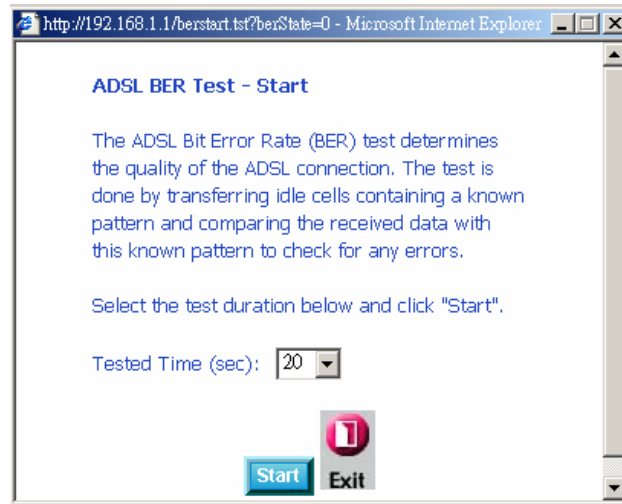 http://192.168.1.1/berstart.tst?berState=0 - Microsoft Internet Explorer
ADSL BER Test - Start
The ADSL Bit Error Rate (BER) test determines
the quality of the ADSL connection. The test is
done by transferring idle cells containing a known
pattern and comparing the received data with
this known pattern to check for any errors.
Select the test duration below and click "Start".
Tested Time (sec): 20
Start Exit